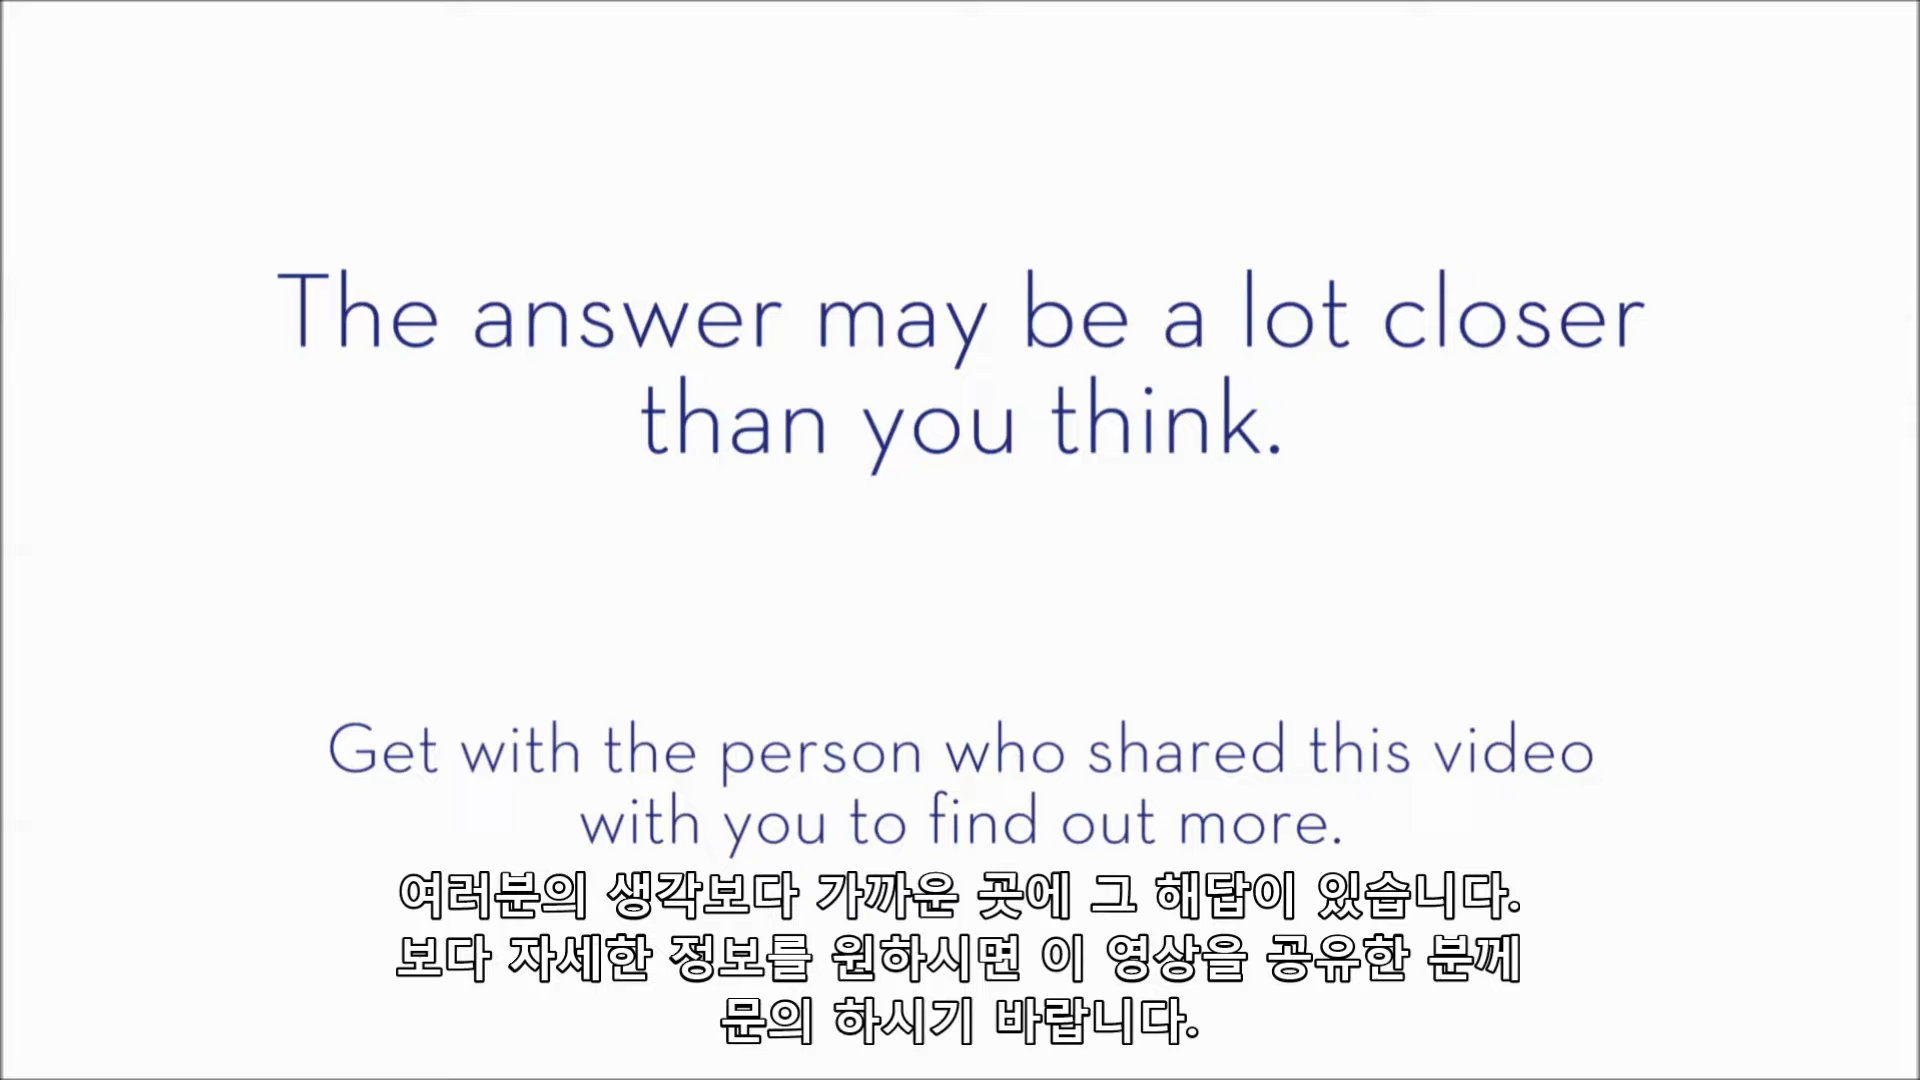 The answer may be a lot closer
than you think.
Get with the person who shared this video
with you to find out more.
여러분의 생각보다 가까운 곳에 그 해답이 있습니다.
보다 자세한 정보를 원하시면 이 영상을 공유한 분께
문의 하시기 바랍니다.